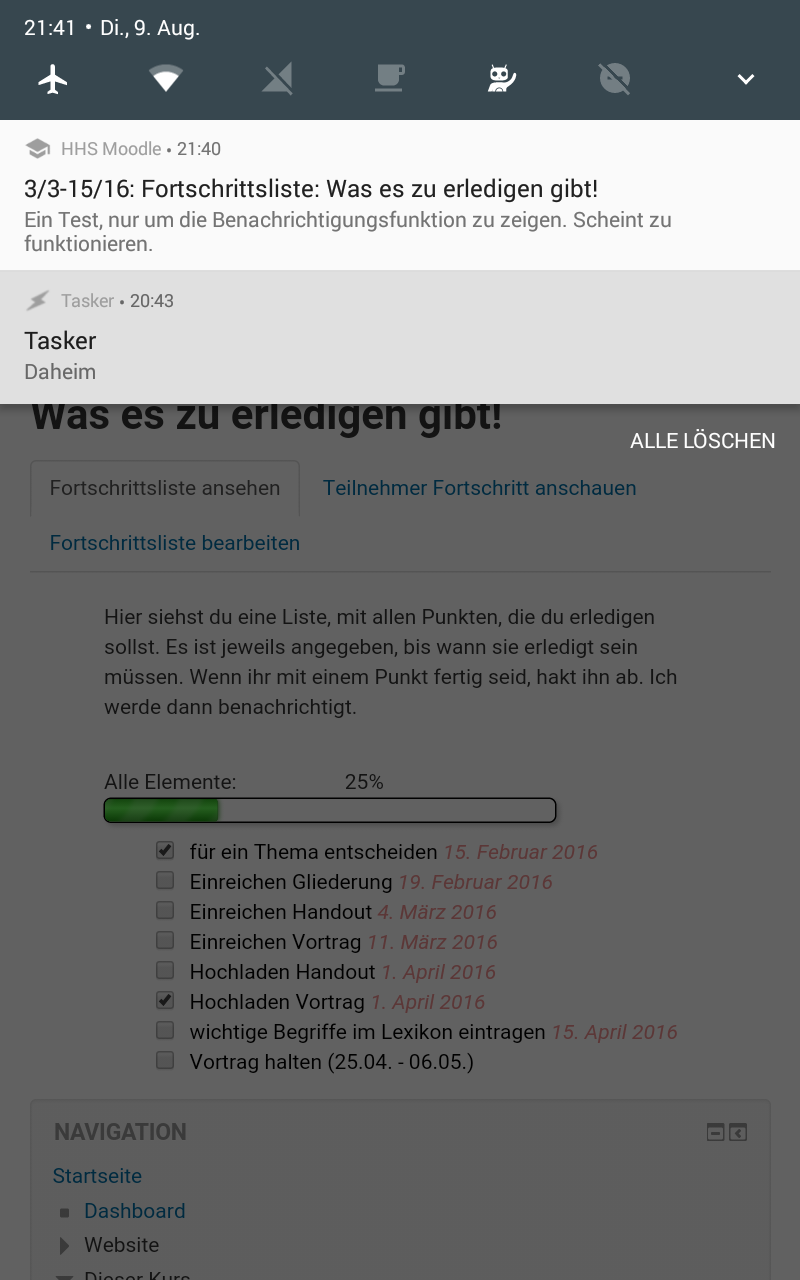 21:41 • Di., 9. Aug.
HHS Moodle • 21:40
3/3-15/16: Fortschrittsliste: Was es zu erledigen gibt!
Ein Test, nur um die Benachrichtigungsfunktion zu zeigen. Scheint zu
funktionieren.
Tasker • 20:43
Tasker
Daheim
Was es zu erledigen gibt!
ALLE LÖSCHEN
Fortschrittsliste ansehen
Teilnehmer Fortschritt anschauen
Fortschrittsliste bearbeiten
Hier siehst du eine Liste, mit allen Punkten, die du erledigen
sollst. Es ist jeweils angegeben, bis wann sie erledigt sein
müssen. Wenn ihr mit einem Punkt fertig seid, hakt ihn ab. Ich
werde dann benachrichtigt.
Alle Elemente: 25%
für ein Thema entscheiden 15. Februar 2016
Einreichen Gliederung 19. Februar 2016
Einreichen Handout 4. März 2016
Einreichen Vortrag 11. März 2016
Hochladen Handout 1. April 2016
Hochladen Vortrag 1. April 2016
wichtige Begriffe im Lexikon eintragen 15. April 2016
Vortrag halten (25.04. - 06.05.)
NAVIGATION
Startseite
Dashboard
Website
Dieser Kurs